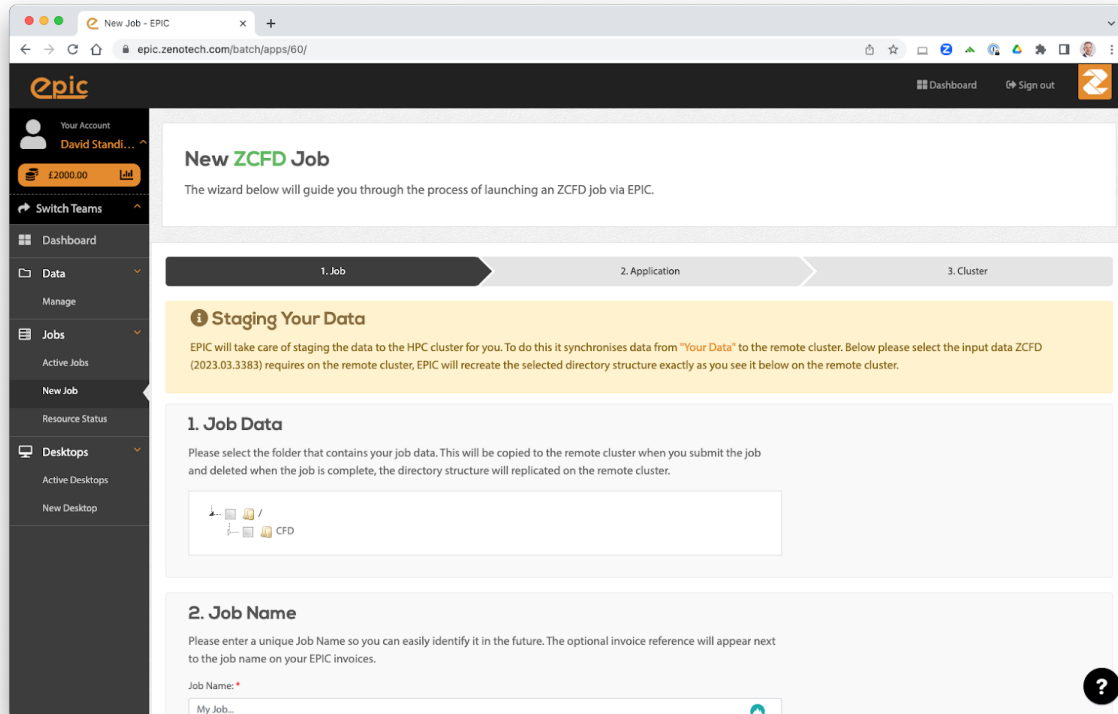 New Job - EPIC
epic.zenotech.com/batch/apps/60/
epic
Dashboard
Sign out
Your Account
David Standi...
£2000.00
Switch Teams
Dashboard
Data
Manage
Jobs
Active Jobs
New Job
Resource Status
Desktops
Active Desktops
New Desktop
New ZCFD Job
The wizard below will guide you through the process of launching an ZCFD job via EPIC.
1. Job
2. Application
3. Cluster
Staging Your Data
EPIC will take care of staging the data to the HPC cluster for you. To do this it synchronises data from "Your Data" to the remote cluster. Below please select the input data ZCFD
(2023.03.3383) requires on the remote cluster, EPIC will recreate the selected directory structure exactly as you see it below on the remote cluster.
1. Job Data
Please select the folder that contains your job data. This will be copied to the remote cluster when you submit the job
and deleted when the job is complete, the directory structure will replicated on the remote cluster.
/
CFD
2. Job Name
Please enter a unique Job Name so you can easily identify it in the future. The optional invoice reference will appear next
to the job name on your EPIC invoices.
Job Name: *
My Job...
?